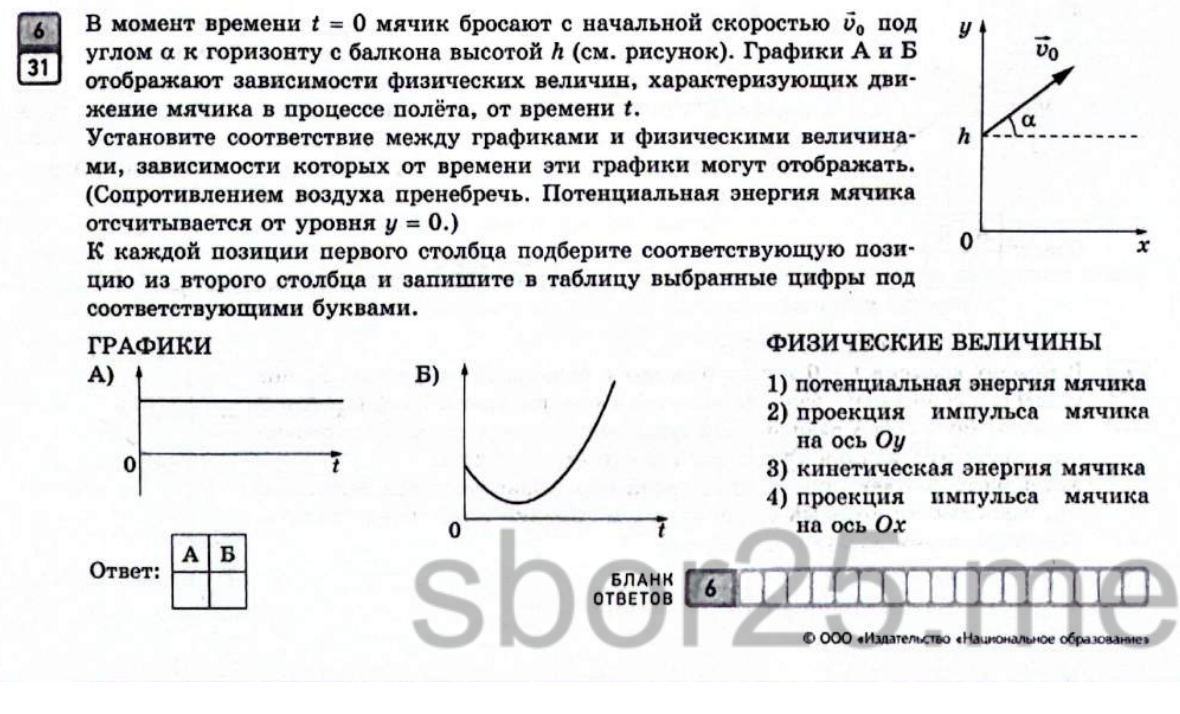 6
31
В момент времени t = 0 мячик бросают с начальной скоростью v⃗₀ под
углом α к горизонту с балкона высотой h (см. рисунок). Графики А и Б
отображают зависимости физических величин, характеризующих дви-
жение мячика в процессе полёта, от времени t.
Установите соответствие между графиками и физическими величина-
ми, зависимости которых от времени эти графики могут отображать.
(Сопротивлением воздуха пренебречь. Потенциальная энергия мячика
отсчитывается от уровня y = 0.)
К каждой позиции первого столбца подберите соответствующую пози-
цию из второго столбца и запишите в таблицу выбранные цифры под
соответствующими буквами.
y
v⃗₀
α
h
0
x
ГРАФИКИ
А)
0
t
Б)
0
t
ФИЗИЧЕСКИЕ ВЕЛИЧИНЫ
1) потенциальная энергия мячика
2) проекция импульса мячика
на ось Oy
3) кинетическая энергия мячика
4) проекция импульса мячика
на ось Ox
Ответ:
А Б
БЛАНК
ОТВЕТОВ
6
sbor25.me
© ООО «Издательство «Национальное образование»